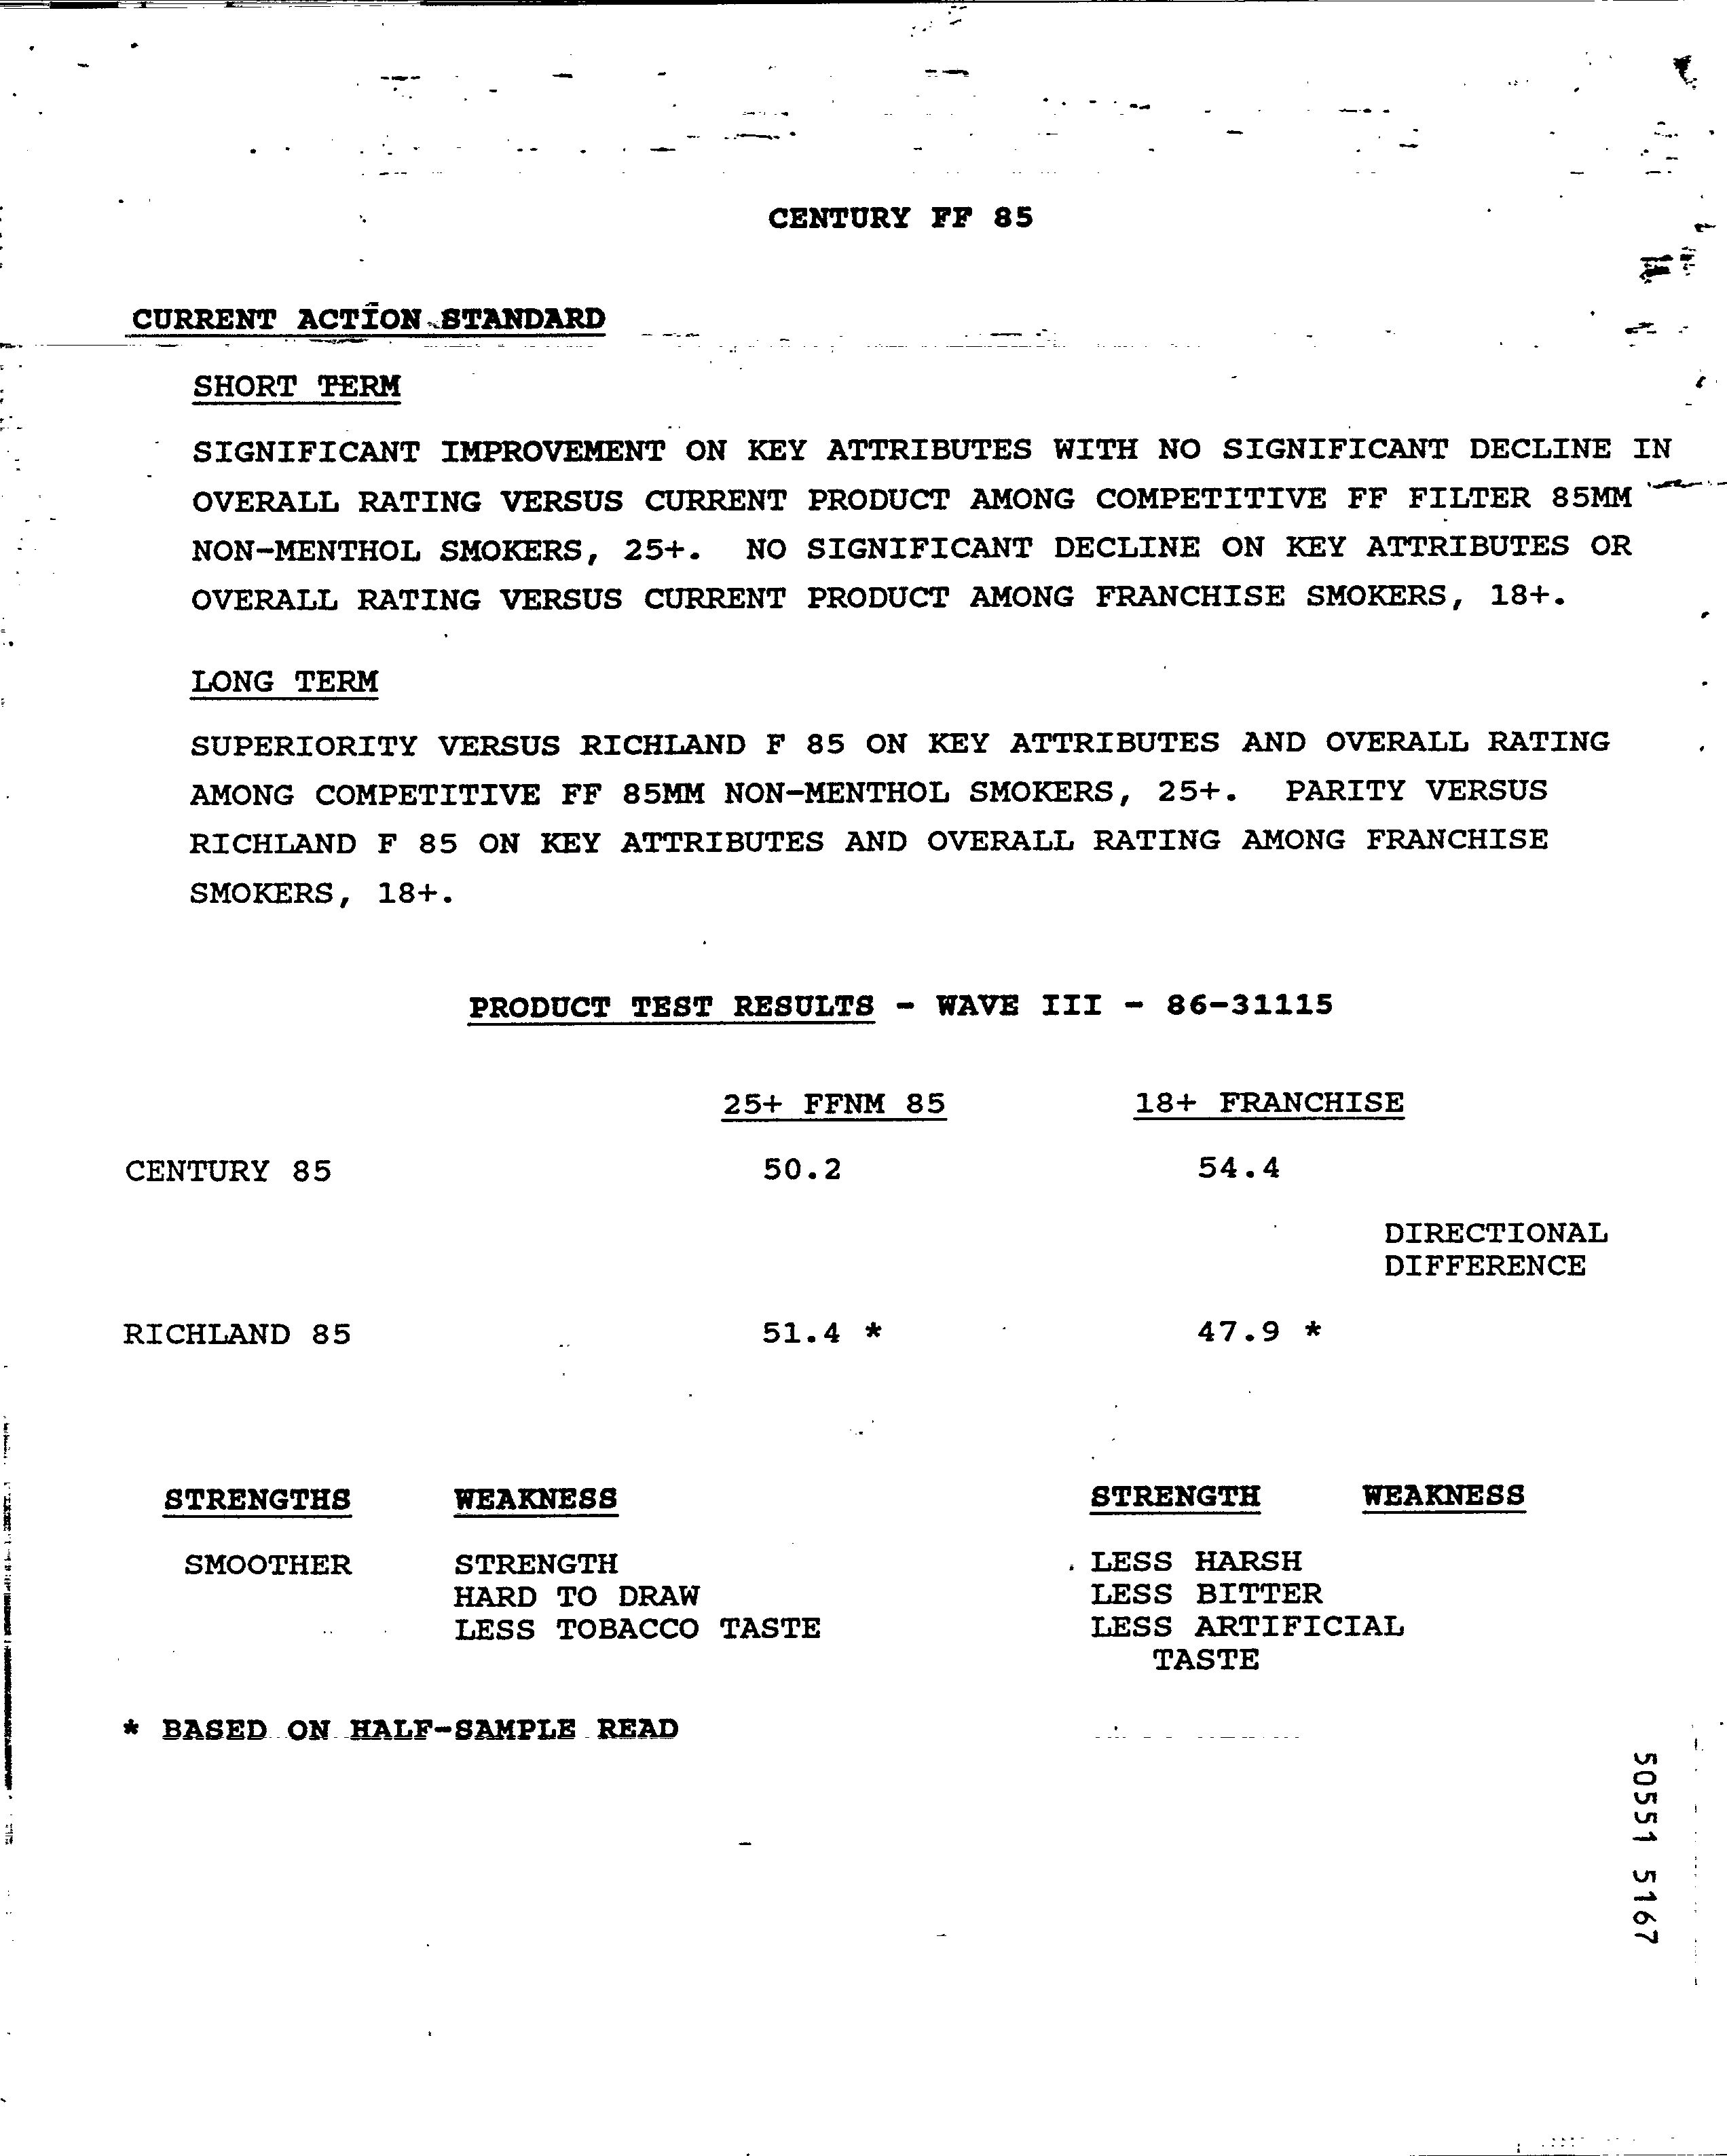 CENTURY FF 85
CURRENT ACTION STANDARD
SHORT TERM
SIGNIFICANT IMPROVEMENT ON KEY ATTRIBUTES WITH NO SIGNIFICANT DECLINE IN
OVERALL RATING VERSUS CURRENT PRODUCT AMONG COMPETITIVE FF FILTER 85MM
NON-MENTHOL SMOKERS, 25+. NO SIGNIFICANT DECLINE ON KEY ATTRIBUTES OR
OVERALL RATING VERSUS CURRENT PRODUCT AMONG FRANCHISE SMOKERS, 18+.
LONG TERM
SUPERIORITY VERSUS RICHLAND F 85 ON KEY ATTRIBUTES AND OVERALL RATING
AMONG COMPETITIVE FF 85MM NON-MENTHOL SMOKERS, 25+. PARITY VERSUS
RICHLAND F 85 ON KEY ATTRIBUTES AND OVERALL RATING AMONG FRANCHISE
SMOKERS, 18+.
PRODUCT TEST RESULTS - WAVE III - 86-31115
25+ FFNM 85 18+ FRANCHISE
CENTURY 85 50.2 54.4
DIRECTIONAL
DIFFERENCE
RICHLAND 85 51.4 * 47.9 *
STRENGTHS WEAKNESS STRENGTH WEAKNESS
SMOOTHER STRENGTH LESS HARSH
HARD TO DRAW LESS BITTER
LESS TOBACCO TASTE LESS ARTIFICIAL
TASTE
* BASED ON HALF-SAMPLE READ
50551 5167